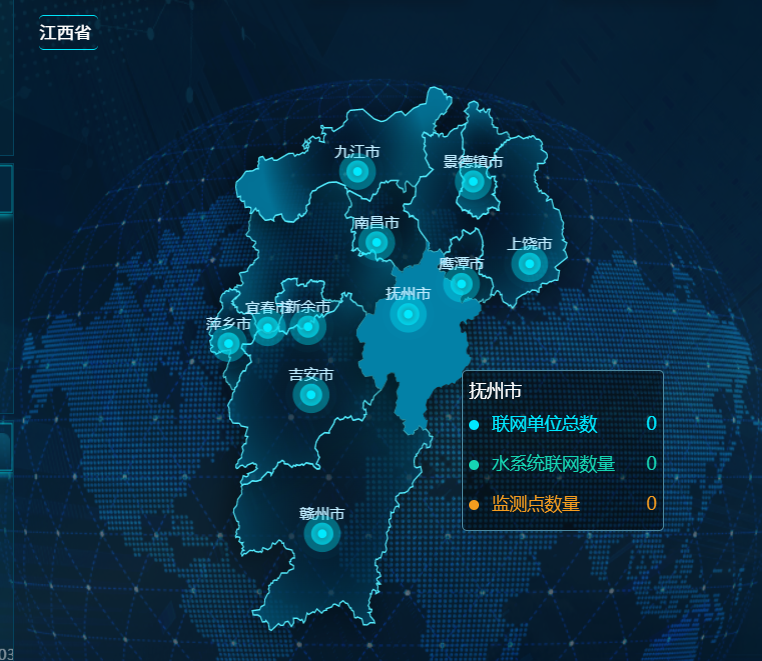 江西省
九江市
景德镇市
南昌市
上饶市
鹰潭市
抚州市
宜春市
新余市
萍乡市
吉安市
抚州市
联网单位总数 0
水系统联网数量 0
监测点数量 0
赣州市
03